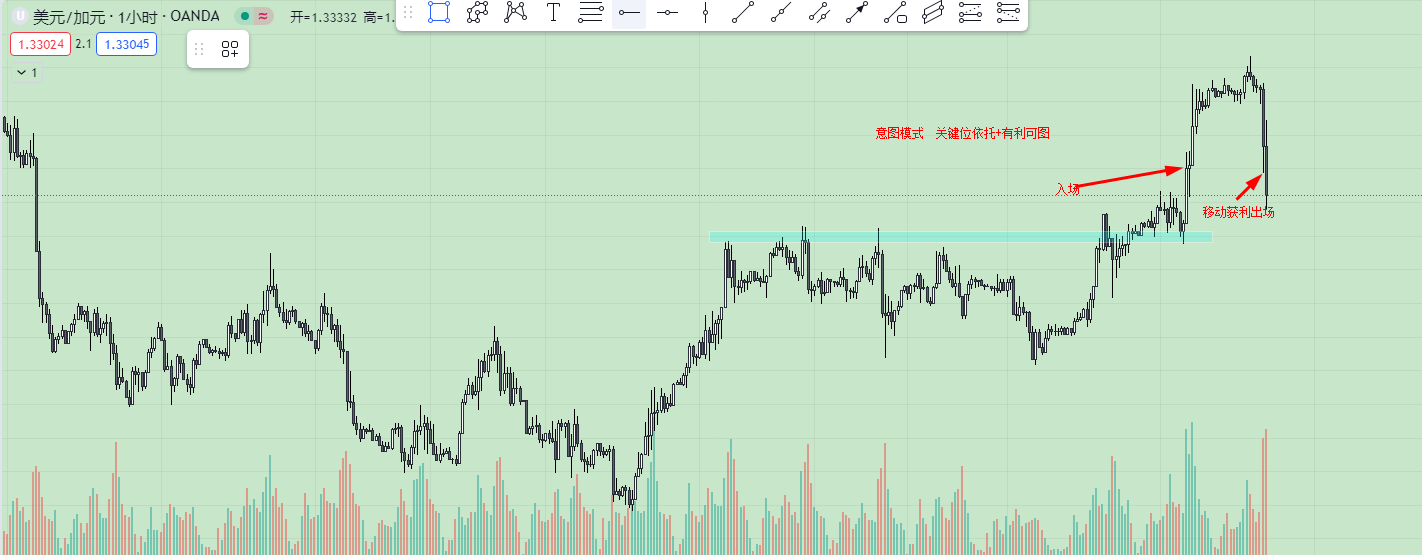 U 美元/加元 · 1小时 · OANDA 开=1.33332 高=1.
1.33024 2.1 1.33045
1
意图模式 关键位依托+有利可图
入场
移动获利出场